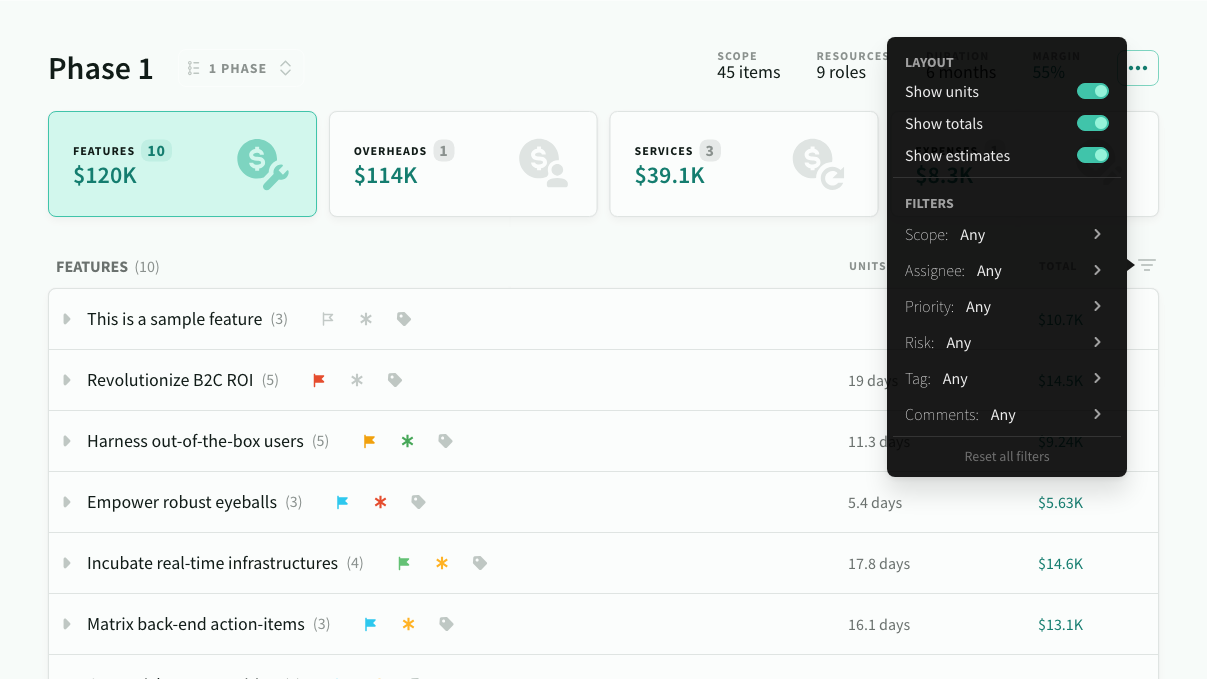 Phase 1
1 PHASE
SCOPE
45 items
RESOURCES
9 roles
DURATION
6 months
MARGIN
55%
FEATURES 10
$120K
OVERHEADS 1
$114K
SERVICES 3
$39.1K
$8.3K
LAYOUT
Show units
Show totals
Show estimates
FILTERS
Scope: Any
Assignee: Any
Priority: Any
Risk: Any
Tag: Any
Comments: Any
Reset all filters
FEATURES (10)
UNITS
TOTAL
This is a sample feature (3)
$10.7K
Revolutionize B2C ROI (5)
19 days
$14.5K
Harness out-of-the-box users (5)
11.3 days
$9.24K
Empower robust eyeballs (3)
5.4 days
$5.63K
Incubate real-time infrastructures (4)
17.8 days
$14.6K
Matrix back-end action-items (3)
16.1 days
$13.1K